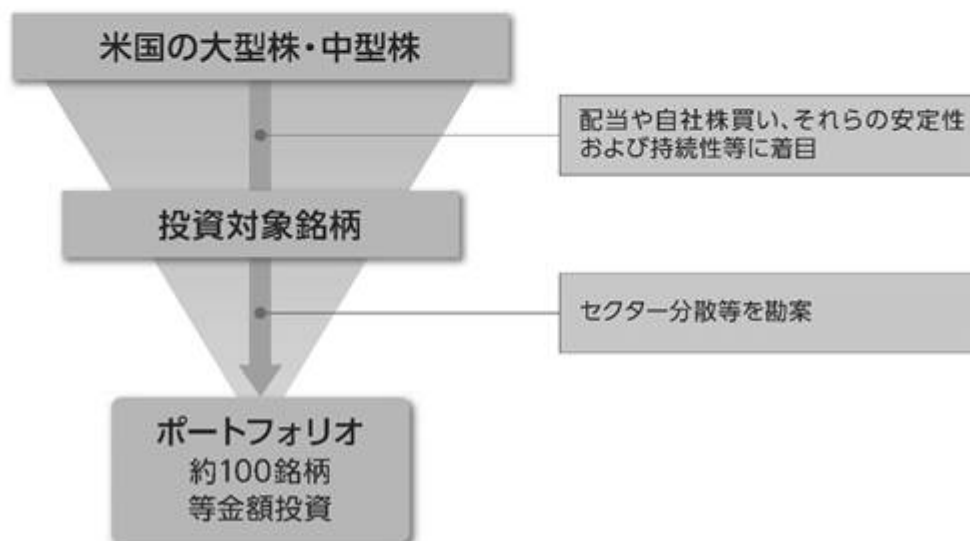 米国の大型株・中型株
配当や自社株買い、それらの安定性
および持続性等に着目
投資対象銘柄
セクター分散等を勘案
ポートフォリオ
約100銘柄
等金額投資